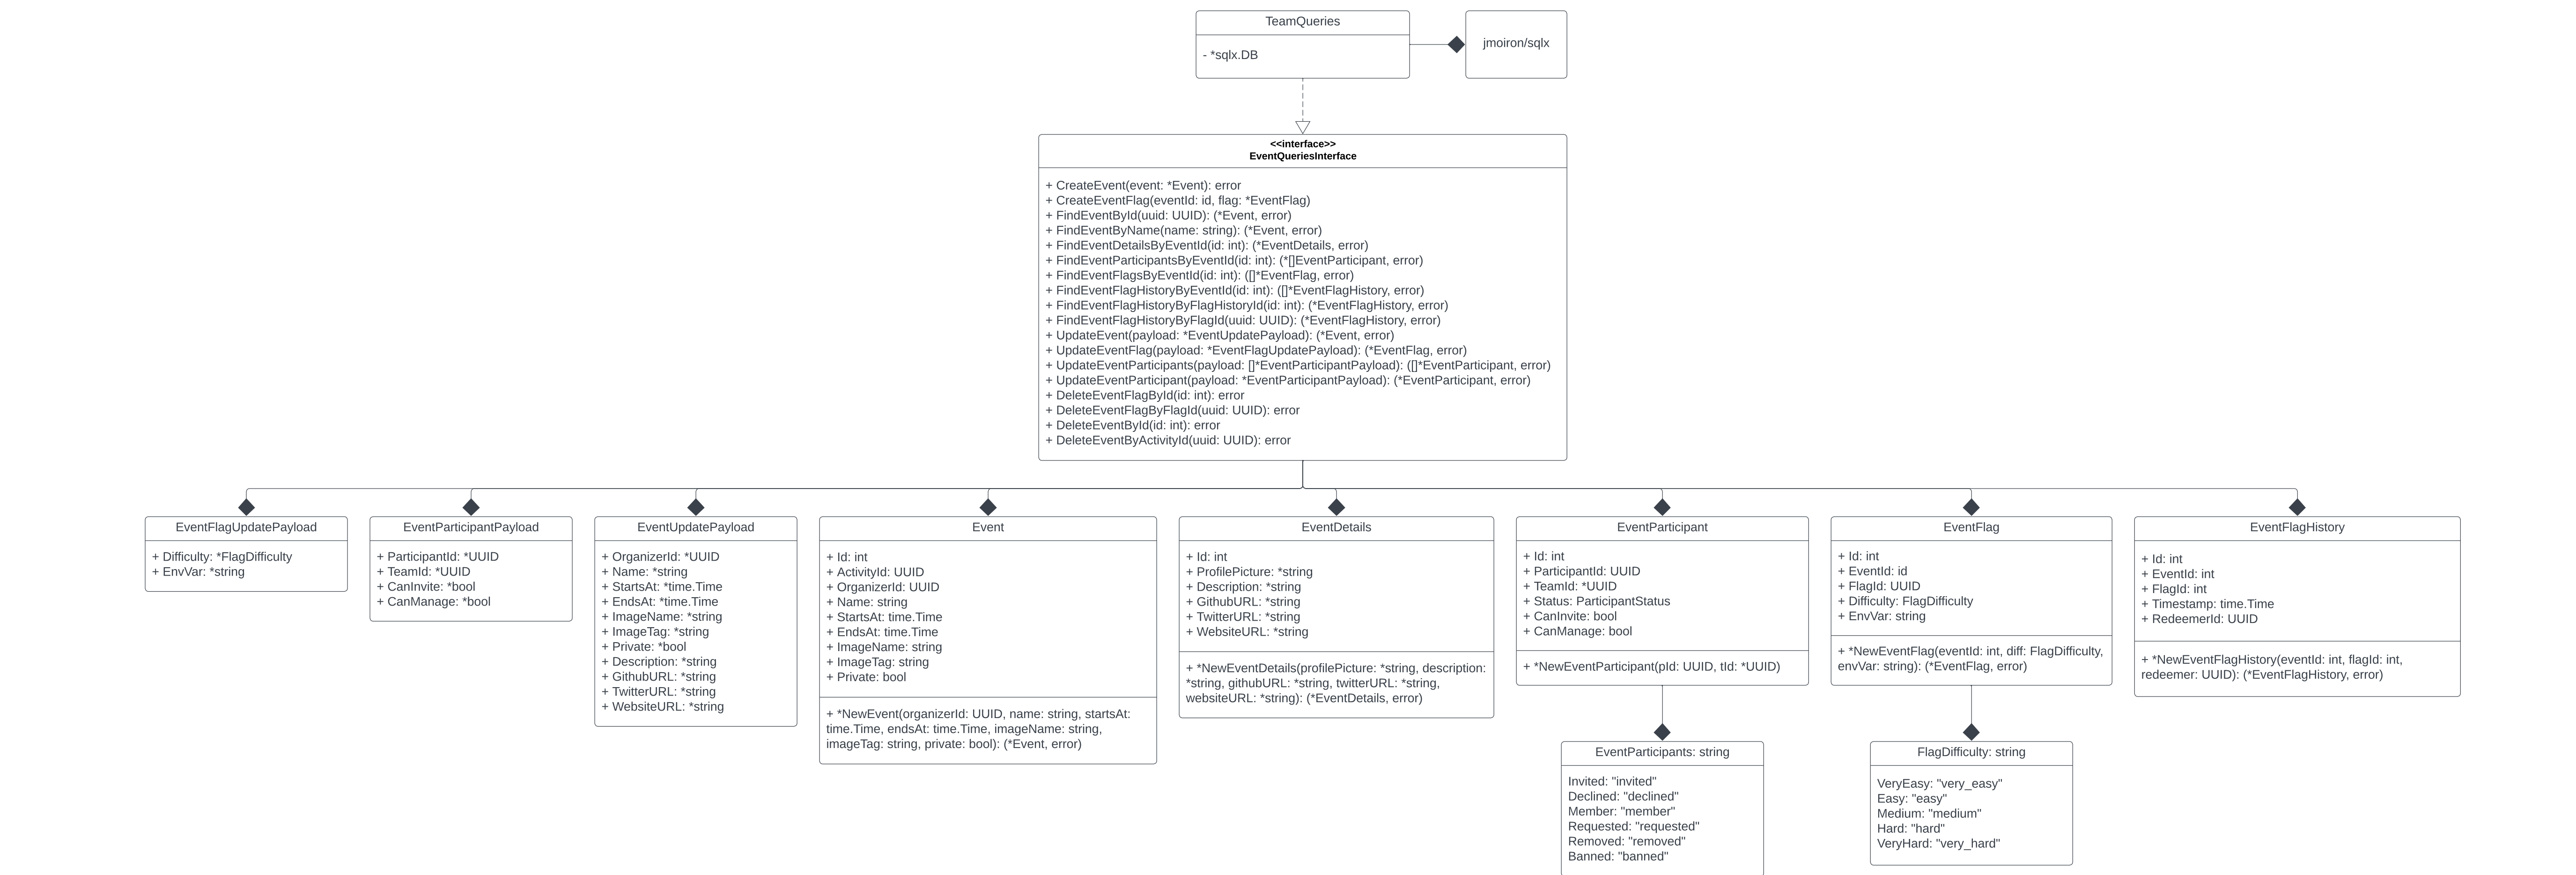 TeamQueries
- *sqlx.DB
jmoiron/sqlx
<<interface>>
EventQueriesInterface
+ CreateEvent(event: *Event): error
+ CreateEventFlag(eventId: id, flag: *EventFlag)
+ FindEventById(uuid: UUID): (*Event, error)
+ FindEventByName(name: string): (*Event, error)
+ FindEventDetailsByEventId(id: int): (*EventDetails, error)
+ FindEventParticipantsByEventId(id: int): (*[]EventParticipant, error)
+ FindEventFlagsByEventId(id: int): ([]*EventFlag, error)
+ FindEventFlagHistoryByEventId(id: int): ([]*EventFlagHistory, error)
+ FindEventFlagHistoryByFlagHistoryId(id: int): (*EventFlagHistory, error)
+ FindEventFlagHistoryByFlagId(uuid: UUID): (*EventFlagHistory, error)
+ UpdateEvent(payload: *EventUpdatePayload): (*Event, error)
+ UpdateEventFlag(payload: *EventFlagUpdatePayload): (*EventFlag, error)
+ UpdateEventParticipants(payload: []*EventParticipantPayload): ([]*EventParticipant, error)
+ UpdateEventParticipant(payload: *EventParticipantPayload): (*EventParticipant, error)
+ DeleteEventFlagById(id: int): error
+ DeleteEventFlagByFlagId(uuid: UUID): error
+ DeleteEventById(id: int): error
+ DeleteEventByActivityId(uuid: UUID): error
EventFlagUpdatePayload
+ Difficulty: *FlagDifficulty
+ EnvVar: *string
EventParticipantPayload
+ ParticipantId: *UUID
+ TeamId: *UUID
+ CanInvite: *bool
+ CanManage: *bool
EventUpdatePayload
+ OrganizerId: *UUID
+ Name: *string
+ StartsAt: *time.Time
+ EndsAt: *time.Time
+ ImageName: *string
+ ImageTag: *string
+ Private: *bool
+ Description: *string
+ GithubURL: *string
+ TwitterURL: *string
+ WebsiteURL: *string
Event
+ Id: int
+ ActivityId: UUID
+ OrganizerId: UUID
+ Name: string
+ StartsAt: time.Time
+ EndsAt: time.Time
+ ImageName: string
+ ImageTag: string
+ Private: bool
+ *NewEvent(organizerId: UUID, name: string, startsAt:
time.Time, endsAt: time.Time, imageName: string,
imageTag: string, private: bool): (*Event, error)
EventDetails
+ Id: int
+ ProfilePicture: *string
+ Description: *string
+ GithubURL: *string
+ TwitterURL: *string
+ WebsiteURL: *string
+ *NewEventDetails(profilePicture: *string, description:
*string, githubURL: *string, twitterURL: *string,
websiteURL: *string): (*EventDetails, error)
EventParticipant
+ Id: int
+ ParticipantId: UUID
+ TeamId: *UUID
+ Status: ParticipantStatus
+ CanInvite: bool
+ CanManage: bool
+ *NewEventParticipant(pId: UUID, tId: *UUID)
EventFlag
+ Id: int
+ EventId: id
+ FlagId: UUID
+ Difficulty: FlagDifficulty
+ EnvVar: string
+ *NewEventFlag(eventId: int, diff: FlagDifficulty,
envVar: string): (*EventFlag, error)
EventFlagHistory
+ Id: int
+ EventId: int
+ FlagId: int
+ Timestamp: time.Time
+ RedeemerId: UUID
+ *NewEventFlagHistory(eventId: int, flagId: int,
redeemer: UUID): (*EventFlagHistory, error)
EventParticipants: string
Invited: "invited"
Declined: "declined"
Member: "member"
Requested: "requested"
Removed: "removed"
Banned: "banned"
FlagDifficulty: string
VeryEasy: "very_easy"
Easy: "easy"
Medium: "medium"
Hard: "hard"
VeryHard: "very_hard"